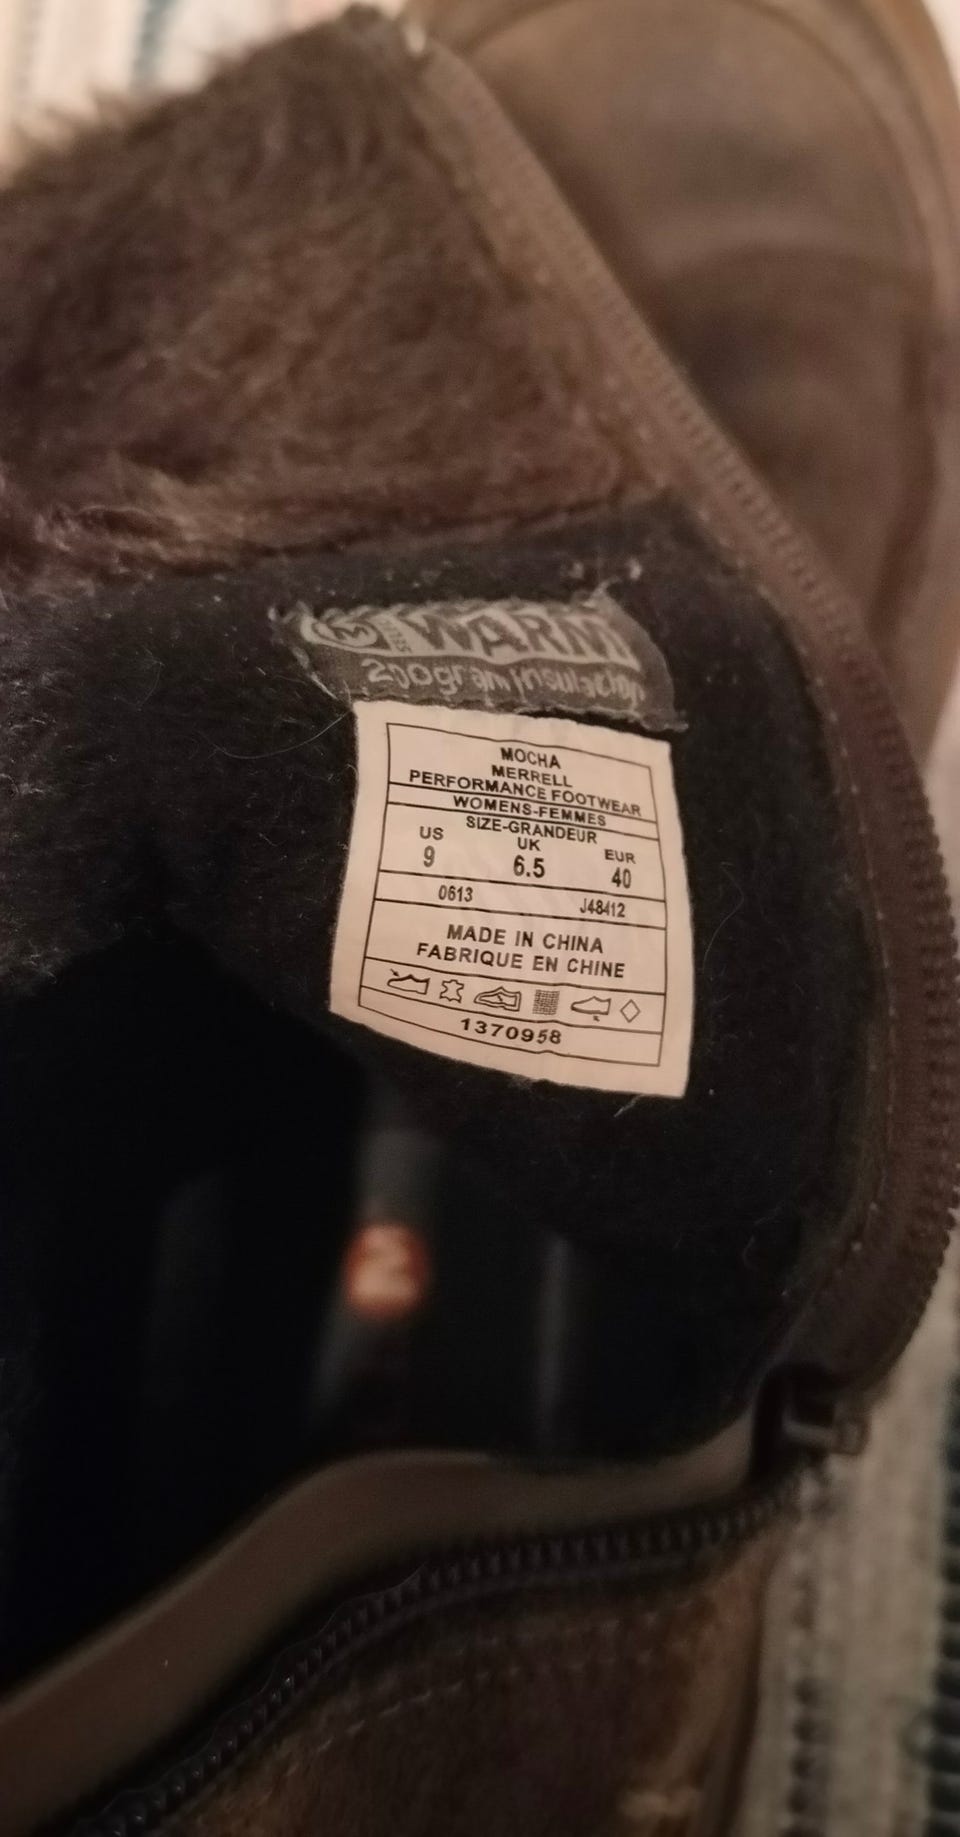 WARM
200gram insulation
MOCHA
MERRELL
PERFORMANCE FOOTWEAR
WOMENS-FEMMES
SIZE-GRANDEUR
US UK EUR
9 6.5 40
0613 J48412
MADE IN CHINA
FABRIQUE EN CHINE
1370958